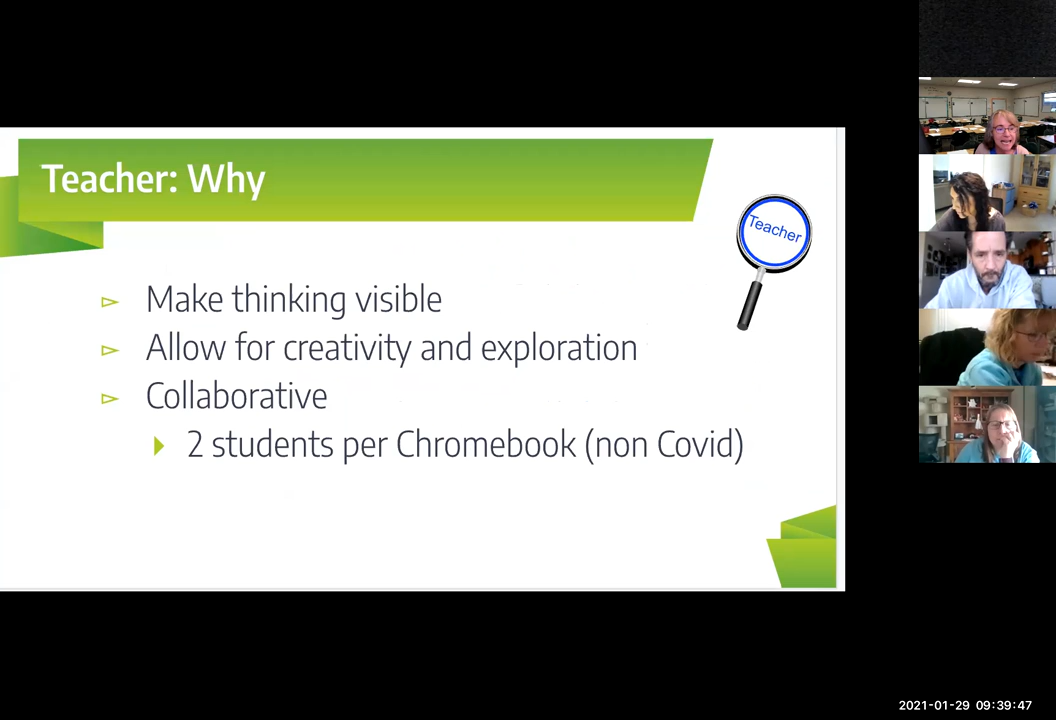 Teacher: Why
Teacher
Make thinking visible
Allow for creativity and exploration
Collaborative
2 students per Chromebook (non Covid)
2021-01-29 09:39:47